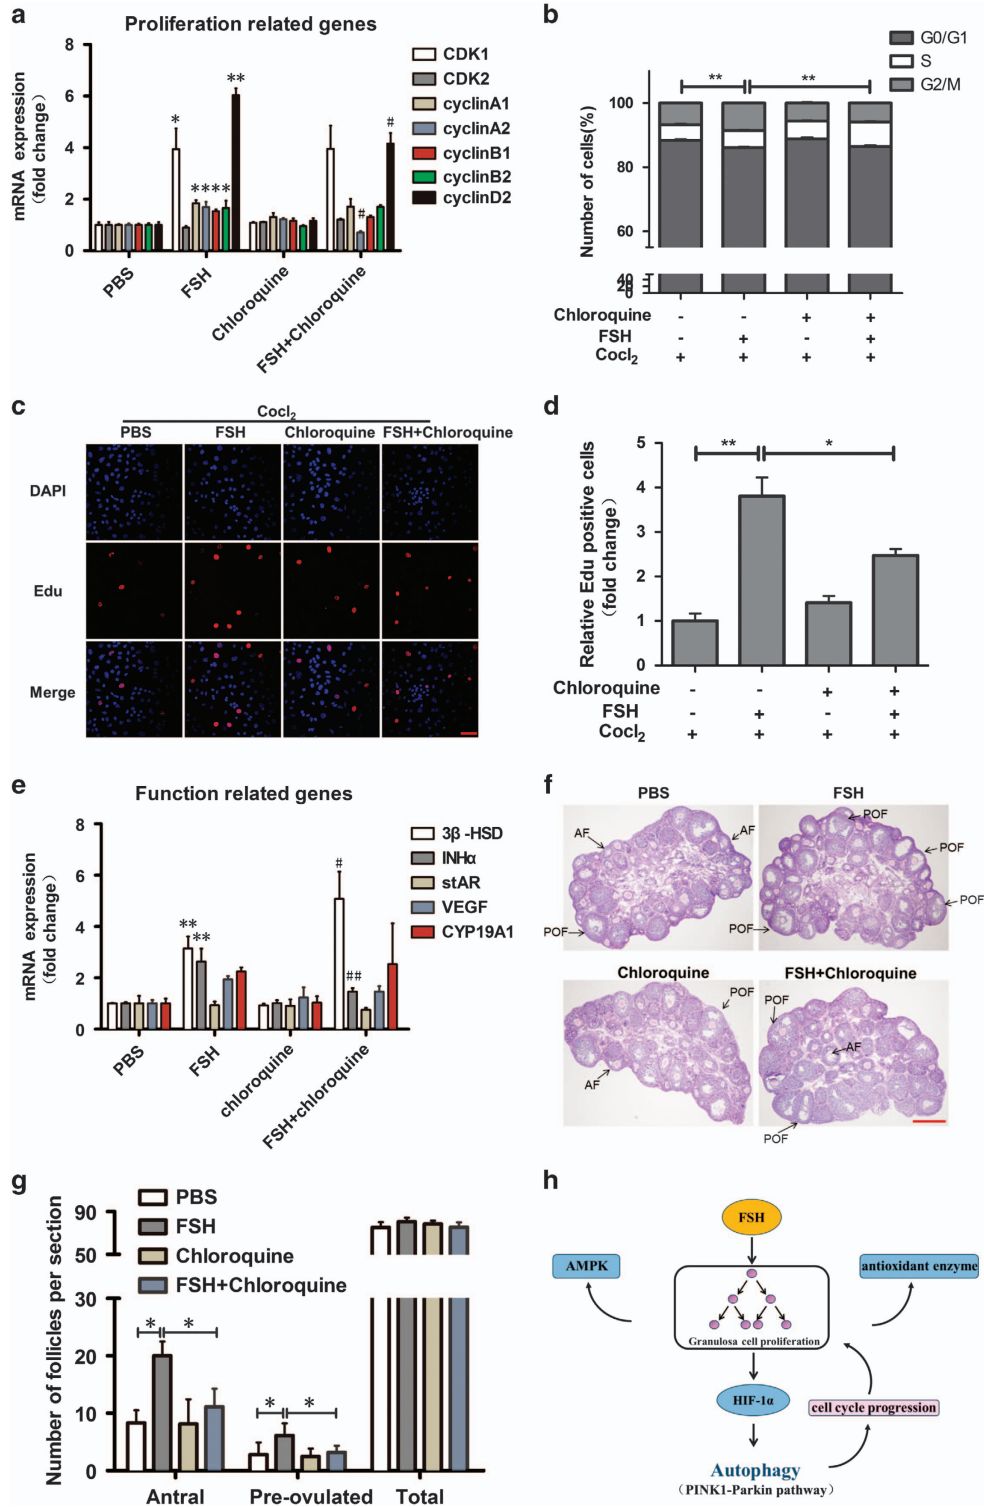 a
Proliferation related genes
mRNA expression
(fold change)
8
6
4
2
0
*
****
**
#
#
CDK1
CDK2
cyclinA1
cyclinA2
cyclinB1
cyclinB2
cyclinD2
PBS
FSH
Chloroquine
FSH+Chloroquine
b
G0/G1
S
G2/M
Number of cells(%)
** **
100
80
60
40
20
0
Chloroquine - - + +
FSH - + - +
Cocl2 + + + +
c
Cocl2
PBS FSH Chloroquine FSH+Chloroquine
DAPI
Edu
Merge
d
Relative Edu positive cells
(fold change)
5
4
3
2
1
0
** *
Chloroquine - - + +
FSH - + - +
Cocl2 + + + +
e
Function related genes
mRNA expression
(fold change)
8
6
4
2
0
**
**
#
##
3β -HSD
INHα
stAR
VEGF
CYP19A1
PBS
FSH
chloroquine
FSH+chloroquine
f
PBS FSH
AF
AF
POF
POF
POF
POF
POF
Chloroquine FSH+Chloroquine
POF
AF
POF
AF
POF
g
PBS
FSH
Chloroquine
FSH+Chloroquine
Number of follicles per section
90
50
30
20
10
0
* *
* *
Antral Pre-ovulated Total
h
FSH
AMPK
antioxidant enzyme
Granulosa cell proliferation
HIF-1α
cell cycle progression
Autophagy
(PINK1-Parkin pathway)